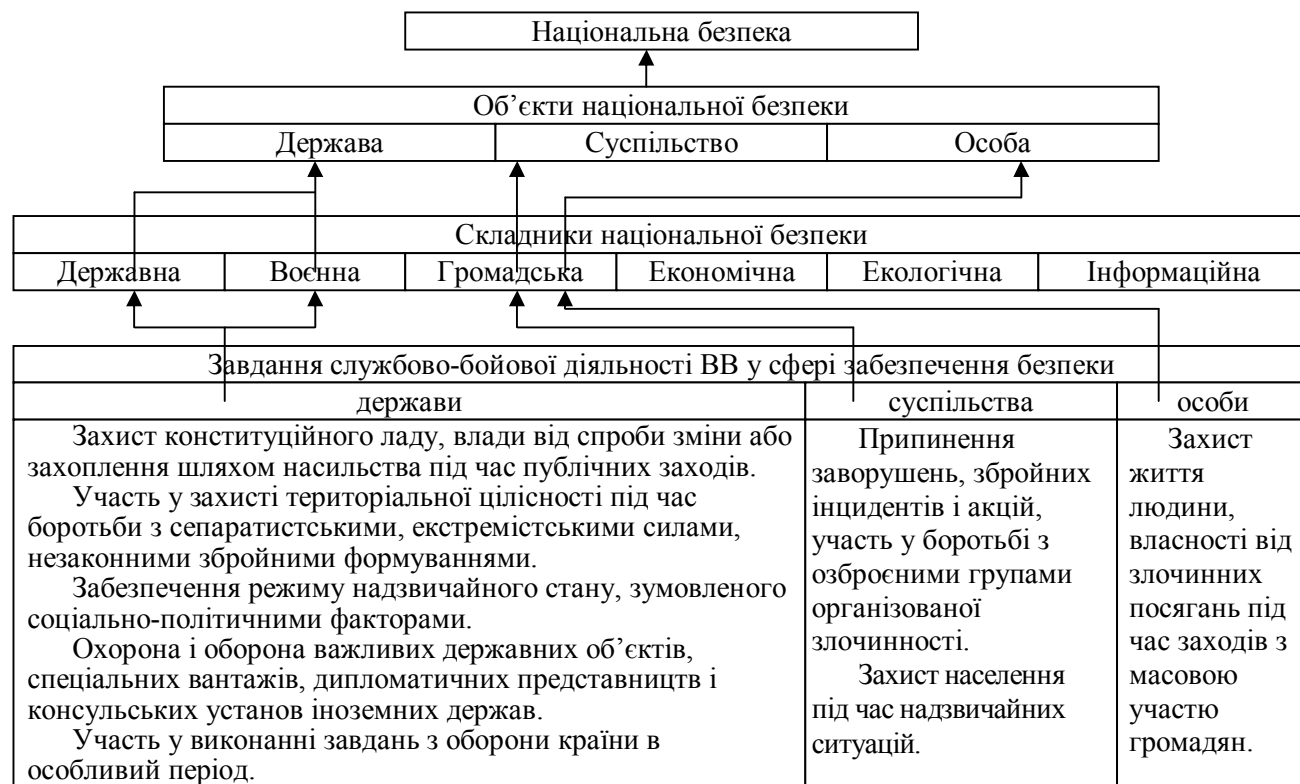 Національна безпека
Об’єкти національної безпеки
Держава
Суспільство
Особа
Складники національної безпеки
Державна
Воєнна
Громадська
Економічна
Екологічна
Інформаційна
Завдання службово-бойової діяльності ВВ у сфері забезпечення безпеки
держави
суспільства
особи
Захист конституційного ладу, влади від спроби зміни або
захоплення шляхом насильства під час публічних заходів.
Участь у захисті територіальної цілісності під час
боротьби з сепаратистськими, екстремістськими силами,
незаконними збройними формуваннями.
Забезпечення режиму надзвичайного стану, зумовленого
соціально-політичними факторами.
Охорона і оборона важливих державних об’єктів,
спеціальних вантажів, дипломатичних представництв і
консульських установ іноземних держав.
Участь у виконанні завдань з оборони країни в
особливий період.
Припинення
заворушень, збройних
інцидентів і акцій,
участь у боротьбі з
озброєними групами
організованої
злочинності.
Захист населення
під час надзвичайних
ситуацій.
Захист
життя
людини,
власності від
злочинних
посягань під
час заходів з
масовою
участю
громадян.